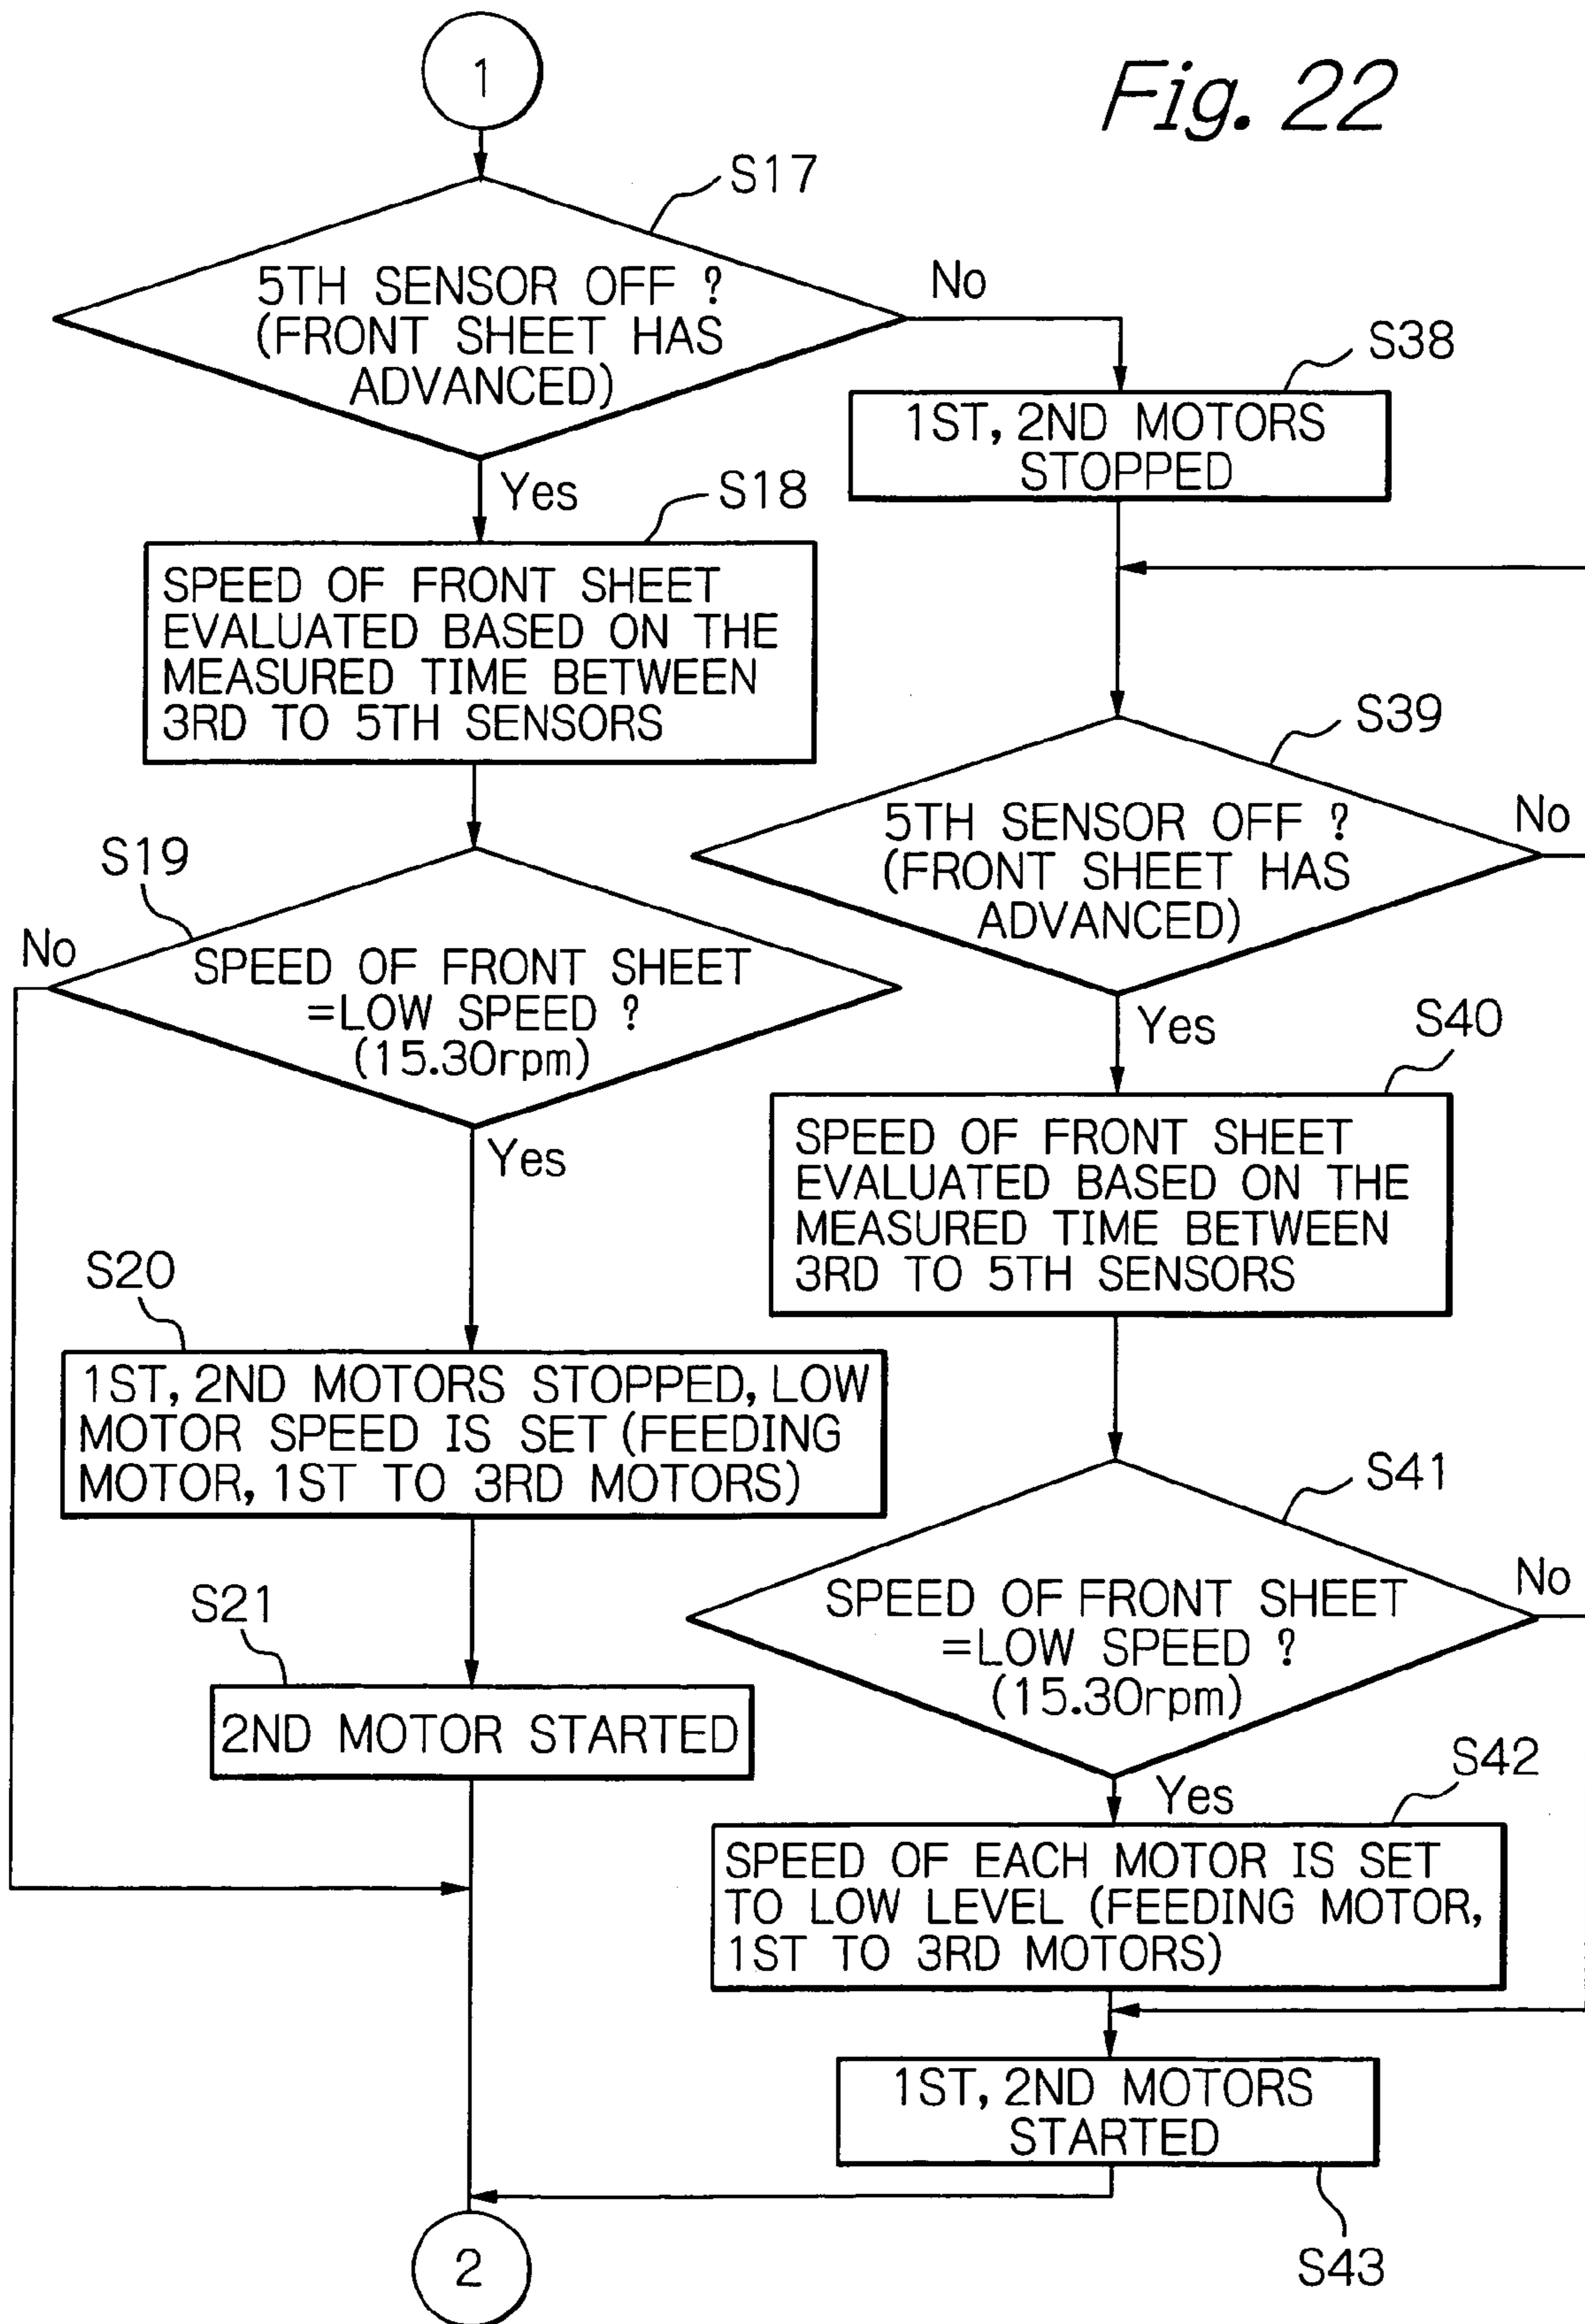 Fig. 22
1
S17
5TH SENSOR OFF ?
(FRONT SHEET HAS
ADVANCED)
No
Yes
S38
1ST, 2ND MOTORS
STOPPED
S18
SPEED OF FRONT SHEET
EVALUATED BASED ON THE
MEASURED TIME BETWEEN
3RD TO 5TH SENSORS
S39
5TH SENSOR OFF ?
(FRONT SHEET HAS
ADVANCED)
No
Yes
S19
No
SPEED OF FRONT SHEET
=LOW SPEED ?
(15.30rpm)
Yes
S40
SPEED OF FRONT SHEET
EVALUATED BASED ON THE
MEASURED TIME BETWEEN
3RD TO 5TH SENSORS
S20
1ST, 2ND MOTORS STOPPED, LOW
MOTOR SPEED IS SET (FEEDING
MOTOR, 1ST TO 3RD MOTORS)
S41
SPEED OF FRONT SHEET
=LOW SPEED ?
(15.30rpm)
No
Yes
S21
2ND MOTOR STARTED
S42
SPEED OF EACH MOTOR IS SET
TO LOW LEVEL (FEEDING MOTOR,
1ST TO 3RD MOTORS)
1ST, 2ND MOTORS
STARTED
S43
2